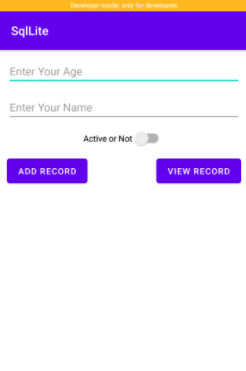 Developer mode: only for developers
SqlLite
Enter Your Age
Enter Your Name
Active or Not
ADD RECORD VIEW RECORD